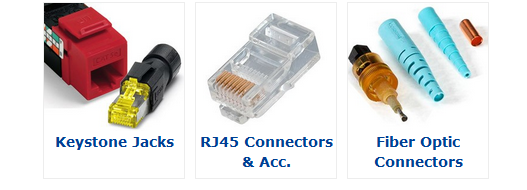 Keystone Jacks
RJ45 Connectors
& Acc.
Fiber Optic
Connectors